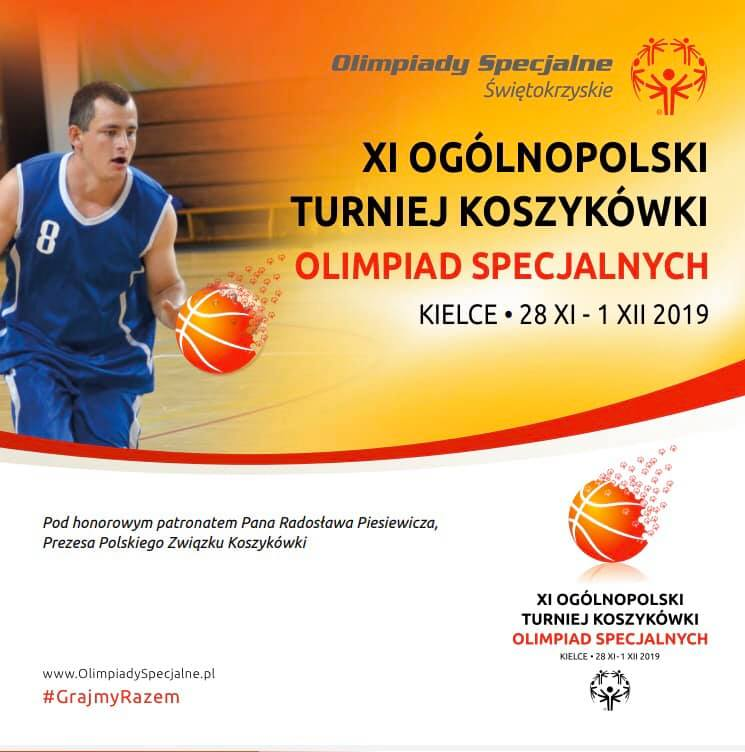 Olimpiady Specjalne
Świętokrzyskie
XI OGÓLNOPOLSKI
TURNIEJ KOSZYKÓWKI
OLIMPIAD SPECJALNYCH
KIELCE • 28 XI - 1 XII 2019
8
Pod honorowym patronatem Pana Radosława Piesiewicza,
Prezesa Polskiego Związku Koszykówki
XI OGÓLNOPOLSKI
TURNIEJ KOSZYKÓWKI
OLIMPIAD SPECJALNYCH
KIELCE • 28 XI - 1 XII 2019
www.OlimpiadySpecjalne.pl
#GrajmyRazem